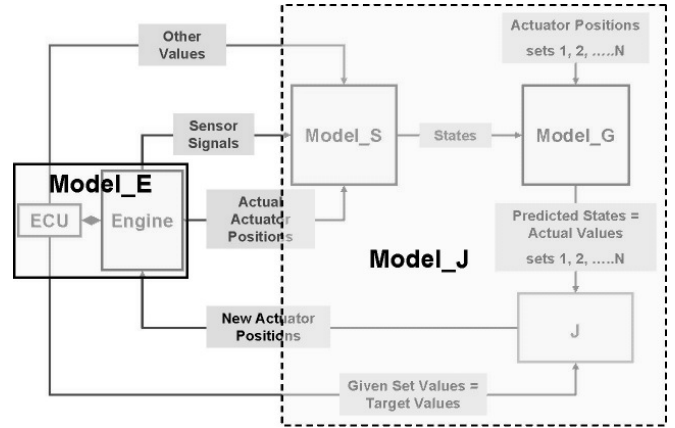 Other
Values
Actuator Positions
sets 1, 2, .....N
Sensor
Signals
Model_S
States
Model_G
Model_E
ECU
Engine
Actual
Actuator
Positions
Predicted States =
Actual Values
sets 1, 2, .....N
Model_J
New Actuator
Positions
J
Given Set Values =
Target Values